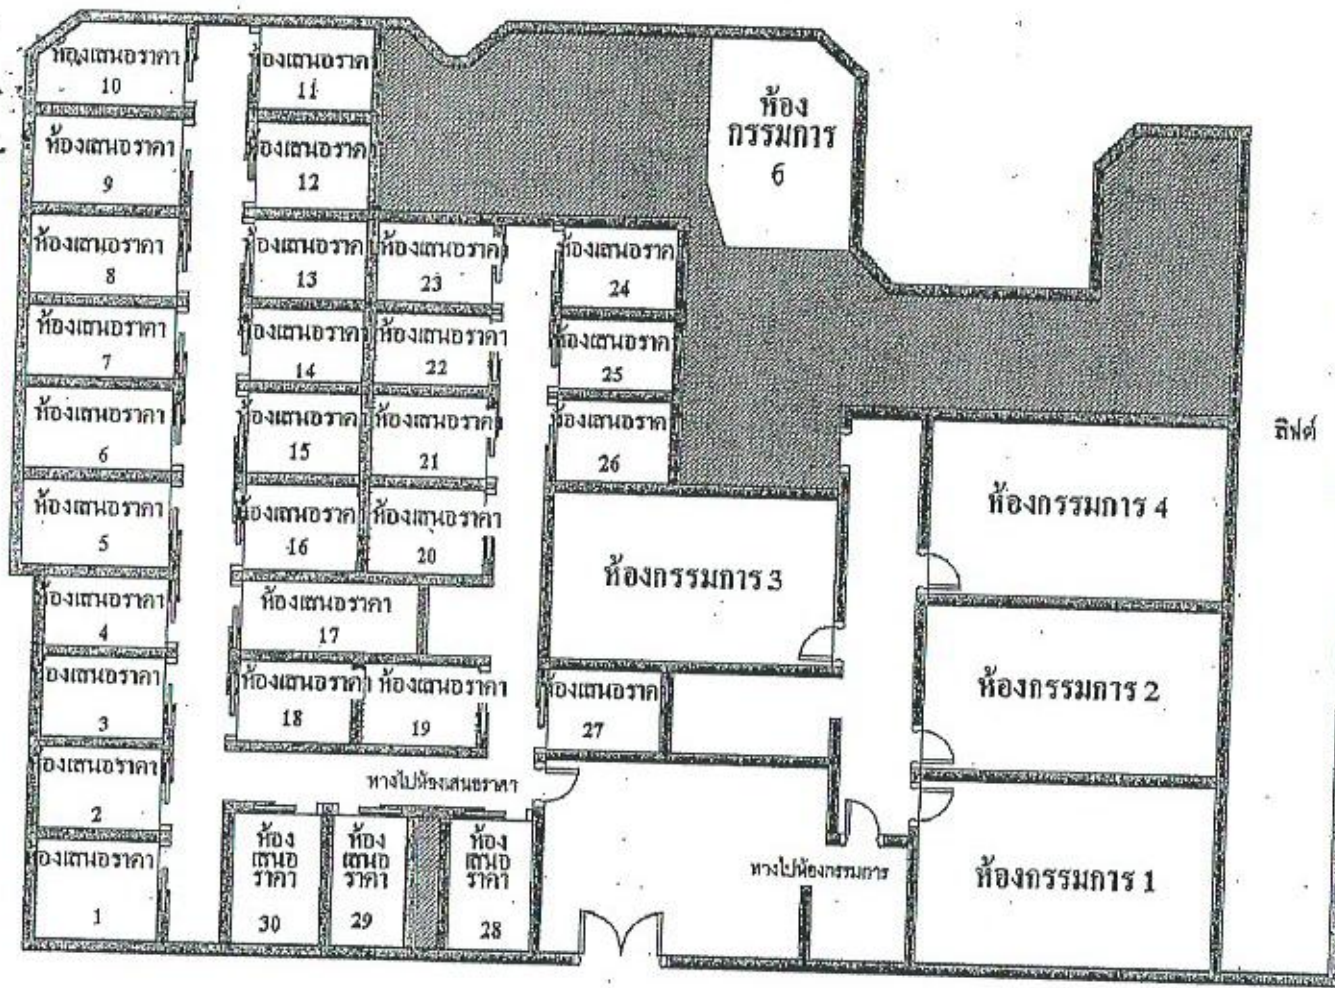 ห้องเสนอราคา
10
ห้องเสนอราคา
11
ห้อง
กรรมการ
6
ห้องเสนอราคา
9
ห้องเสนอราคา
12
ห้องเสนอราคา
8
ห้องเสนอราคา
13
ห้องเสนอราค
23
ห้องเสนอราค
24
ห้องเสนอราคา
7
ห้องเสนอราคา
14
ห้องเสนอราคา
22
ห้องเสนอราค
25
ห้องเสนอราคา
6
ห้องเสนอราคา
15
ห้องเสนอราค
21
ห้องเสนอราค
26
ลิฟต์
ห้องเสนอราคา
5
ห้องเสนอราค
16
ห้องเสนอราคา
20
ห้องกรรมการ 3
ห้องกรรมการ 4
ห้องเสนอราคา
4
ห้องเสนอราคา
17
ห้องเสนอราคา
3
ห้องเสนอราคา
18
ห้องเสนอราคา
19
ห้องเสนอราค
27
ห้องกรรมการ 2
ห้องเสนอราคา
2
ทางไปห้องเสนอราคา
ห้องเสนอราคา
1
ห้อง
เสนอ
ราคา
30
ห้อง
เสนอ
ราคา
29
ห้อง
เสนอ
ราคา
28
ทางไปห้องกรรมการ
ห้องกรรมการ 1